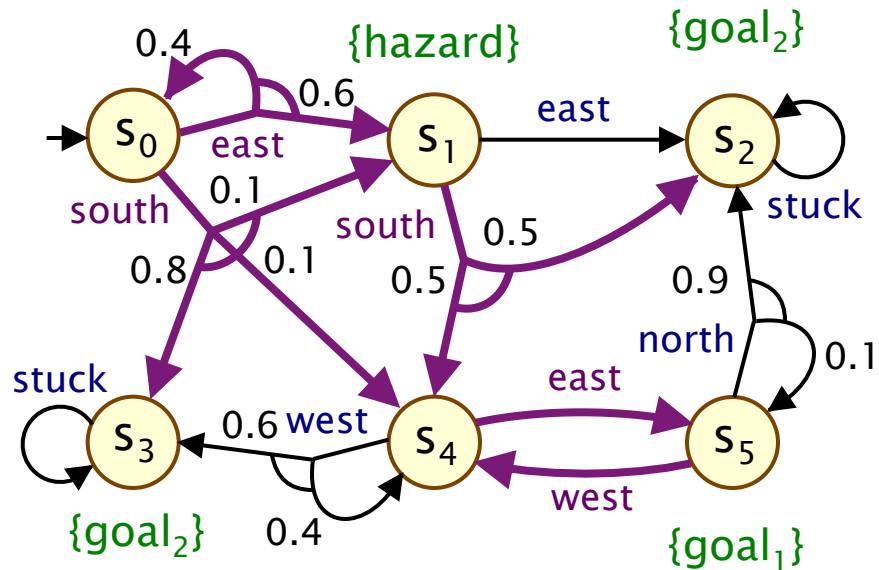 0.4
{hazard}
{goal₂}
0.6
east
s₀
s₁
s₂
east
0.1
south
south
0.5
stuck
0.8
0.1
0.5
0.9
north
0.1
stuck
east
0.6
west
s₃
s₄
s₅
west
0.4
{goal₂}
{goal₁}